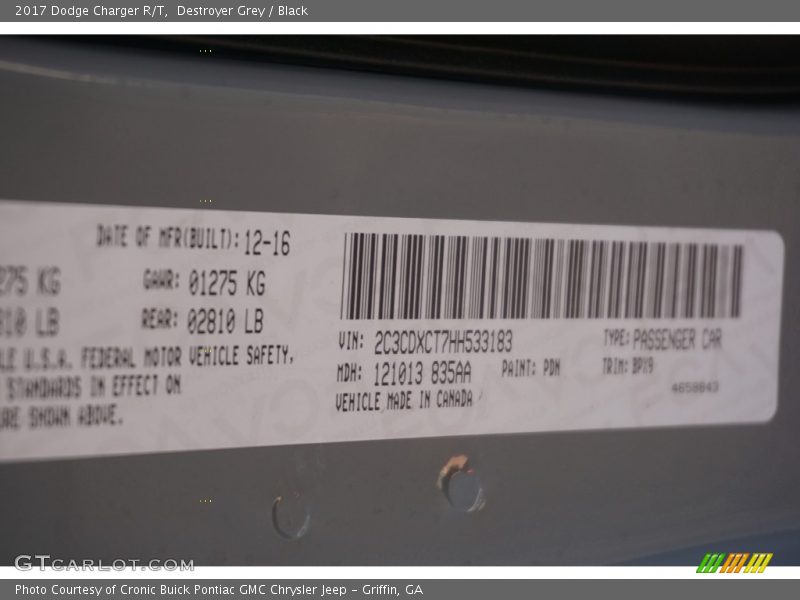 2017 Dodge Charger R/T, Destroyer Grey / Black
DATE OF MFR(BUILT): 12-16
275 KG GAWR: 01275 KG
810 LB REAR: 02810 LB
LE U.S.A. FEDERAL MOTOR VEHICLE SAFETY,
STANDARDS IN EFFECT ON
URE SHOWN ABOVE.
VIN: 2C3CDXCT7HH533183 TYPE: PASSENGER CAR
MDH: 121013 835AA PAINT: PDN TRIM: BPX9
VEHICLE MADE IN CANADA 4658843
GTCARLOT.COM
Photo Courtesy of Cronic Buick Pontiac GMC Chrysler Jeep - Griffin, GA